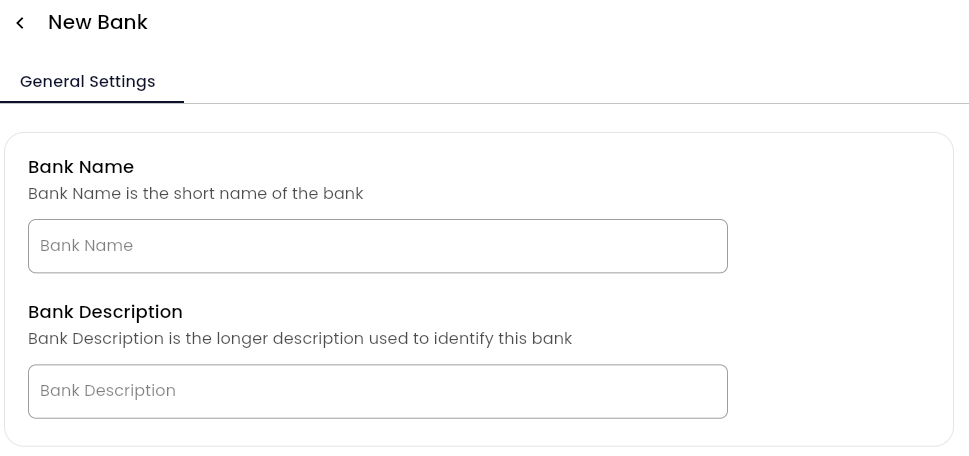 New Bank
General Settings
Bank Name
Bank Name is the short name of the bank
Bank Name
Bank Description
Bank Description is the longer description used to identify this bank
Bank Description